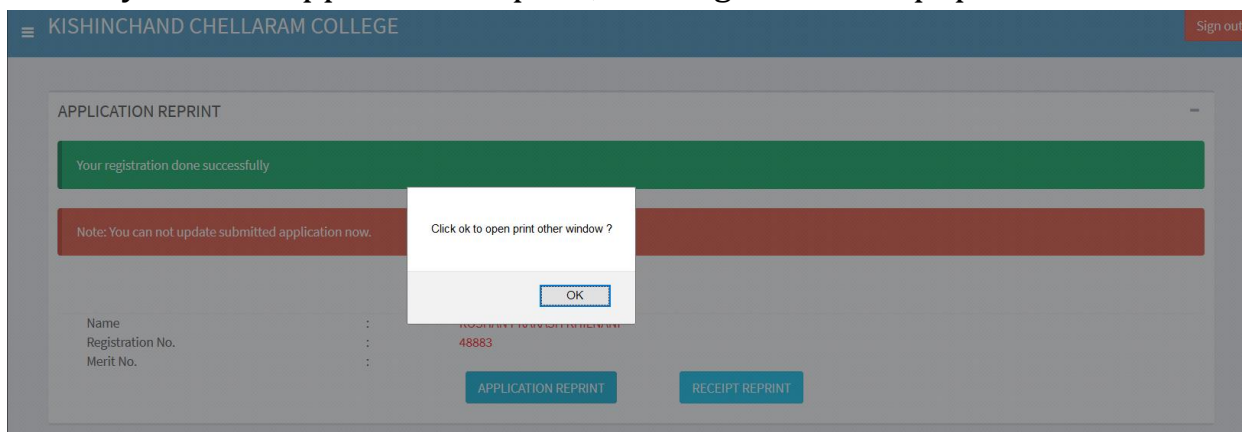 KISHINCHAND CHELLARAM COLLEGE
Sign out
APPLICATION REPRINT
Your registration done successfully
Note: You can not update submitted application now.
Click ok to open print other window ?
OK
Name :
Registration No. : 48883
Merit No. :
APPLICATION REPRINT RECEIPT REPRINT